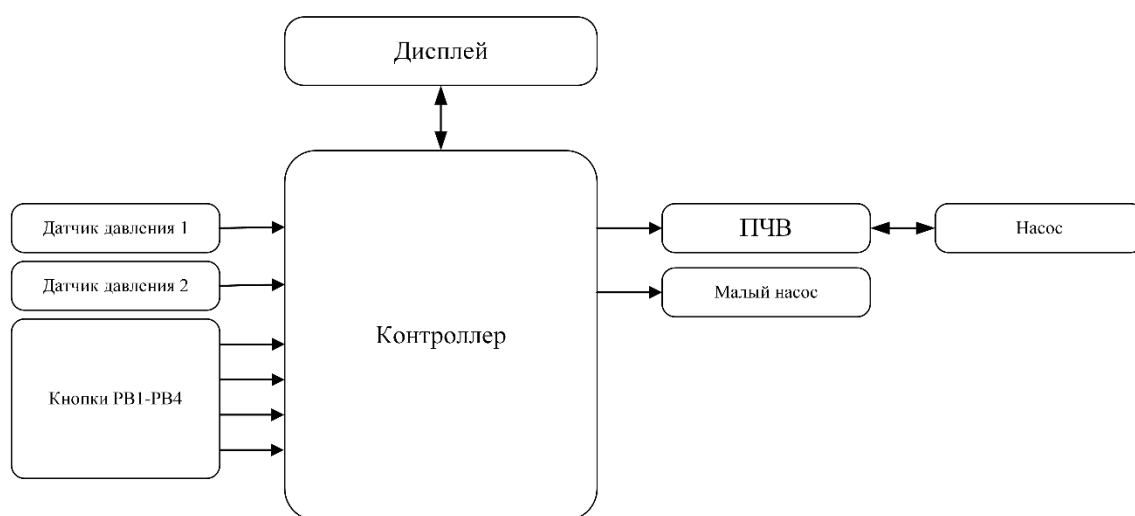 Дисплей
Датчик давления 1
ПЧВ
Насос
Датчик давления 2
Малый насос
Контроллер
Кнопки PB1-PB4